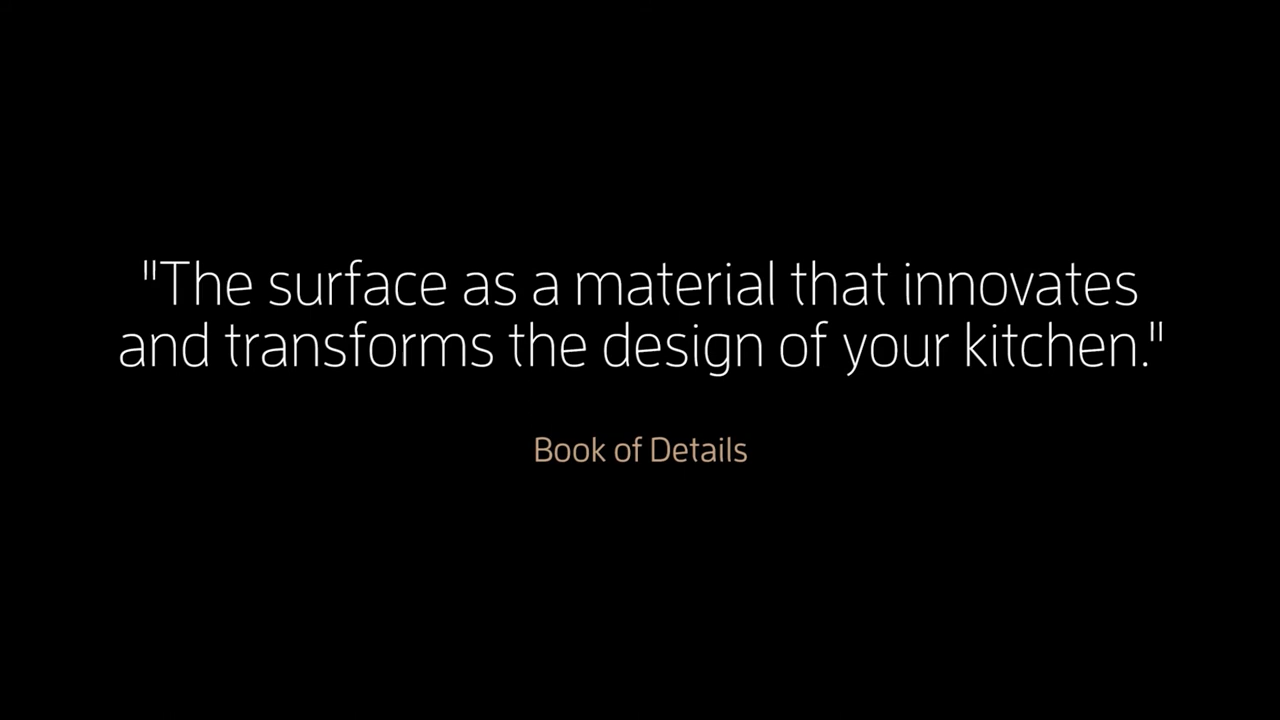 "The surface as a material that innovates
and transforms the design of your kitchen."
Book of Details